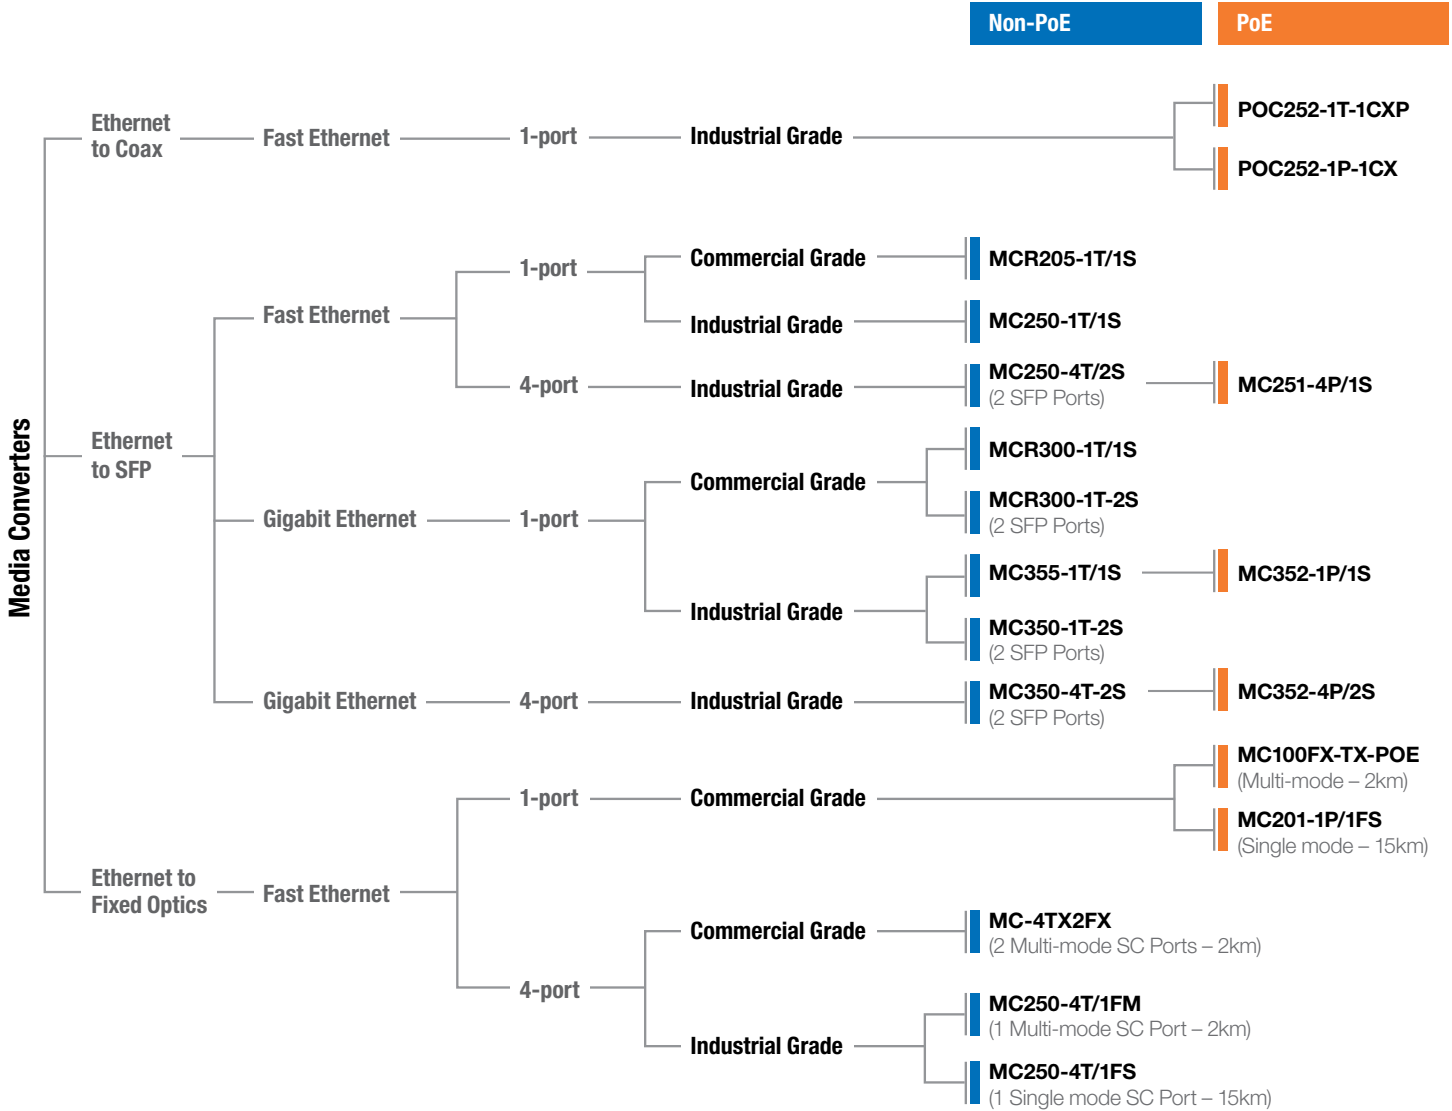 Non-PoE
PoE
Media Converters
Ethernet
to Coax
Fast Ethernet
1-port
Industrial Grade
POC252-1T-1CXP
POC252-1P-1CX
Ethernet
to SFP
Fast Ethernet
1-port
Commercial Grade
MCR205-1T/1S
Industrial Grade
MC250-1T/1S
4-port
Industrial Grade
MC250-4T/2S
(2 SFP Ports)
MC251-4P/1S
Gigabit Ethernet
1-port
Commercial Grade
MCR300-1T/1S
MCR300-1T-2S
(2 SFP Ports)
Industrial Grade
MC355-1T/1S
MC352-1P/1S
MC350-1T-2S
(2 SFP Ports)
Gigabit Ethernet
4-port
Industrial Grade
MC350-4T-2S
(2 SFP Ports)
MC352-4P/2S
Ethernet to
Fixed Optics
Fast Ethernet
1-port
Commercial Grade
MC100FX-TX-POE
(Multi-mode – 2km)
MC201-1P/1FS
(Single mode – 15km)
4-port
Commercial Grade
MC-4TX2FX
(2 Multi-mode SC Ports – 2km)
Industrial Grade
MC250-4T/1FM
(1 Multi-mode SC Port – 2km)
MC250-4T/1FS
(1 Single mode SC Port – 15km)